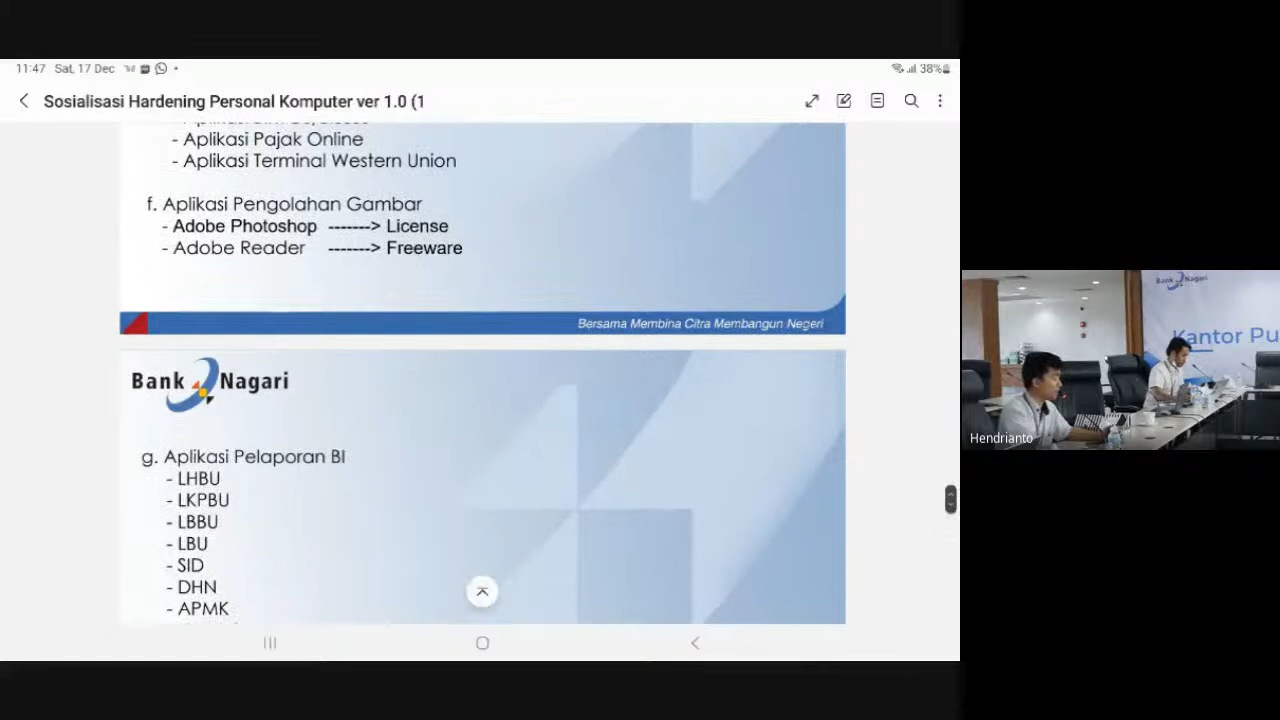 11:47 Sat, 17 Dec
38%
Sosialisasi Hardening Personal Komputer ver 1.0 (1
- Aplikasi Pajak Online
- Aplikasi Terminal Western Union
f. Aplikasi Pengolahan Gambar
- Adobe Photoshop -------> License
- Adobe Reader -------> Freeware
Bersama Membina Citra Membangun Negeri
Bank Nagari
g. Aplikasi Pelaporan BI
- LHBU
- LKPBU
- LBBU
- LBU
- SID
- DHN
- APMK
Bank Nagari
Kantor Pu
Hendrianto